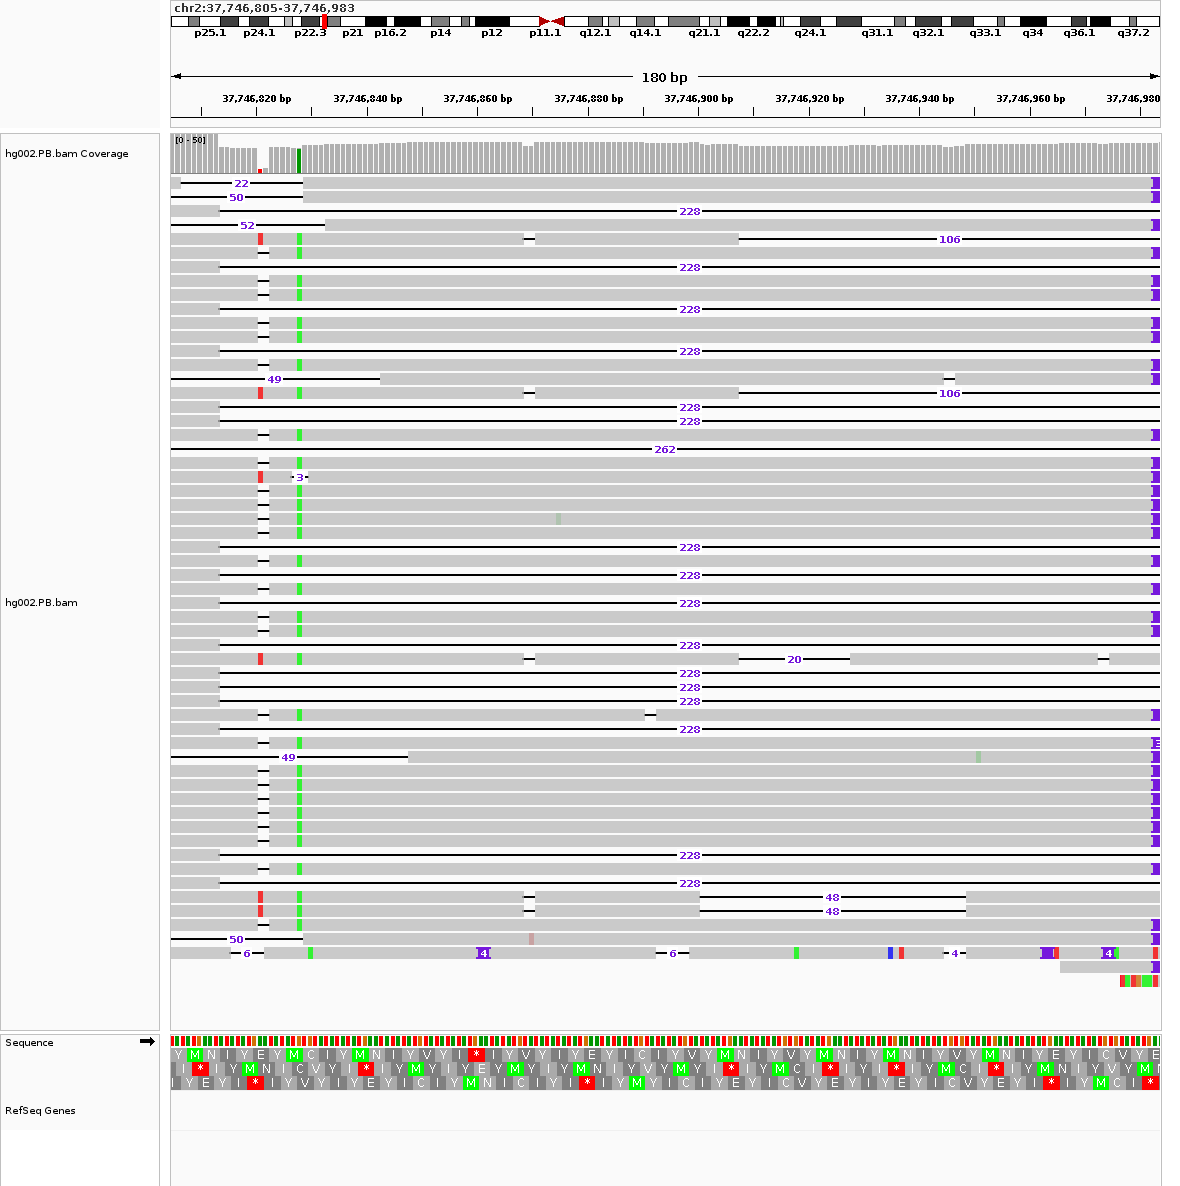 chr2:37,746,805-37,746,983
p25.1 p24.1 p22.3 p21 p16.2 p14 p12 p11.1 q12.1 q14.1 q21.1 q22.2 q24.1 q31.1 q32.1 q33.1 q34 q36.1 q37.2
180 bp
37,746,820 bp 37,746,840 bp 37,746,860 bp 37,746,880 bp 37,746,900 bp 37,746,920 bp 37,746,940 bp 37,746,960 bp 37,746,980
[0 - 50]
hg002.PB.bam Coverage
22
50
228
52
106
228
228
228
49
106
228
228
262
3
228
228
hg002.PB.bam
228
228
20
228
228
228
228
49
228
228
48
48
50
6 4 6 4 4
Sequence
RefSeq Genes